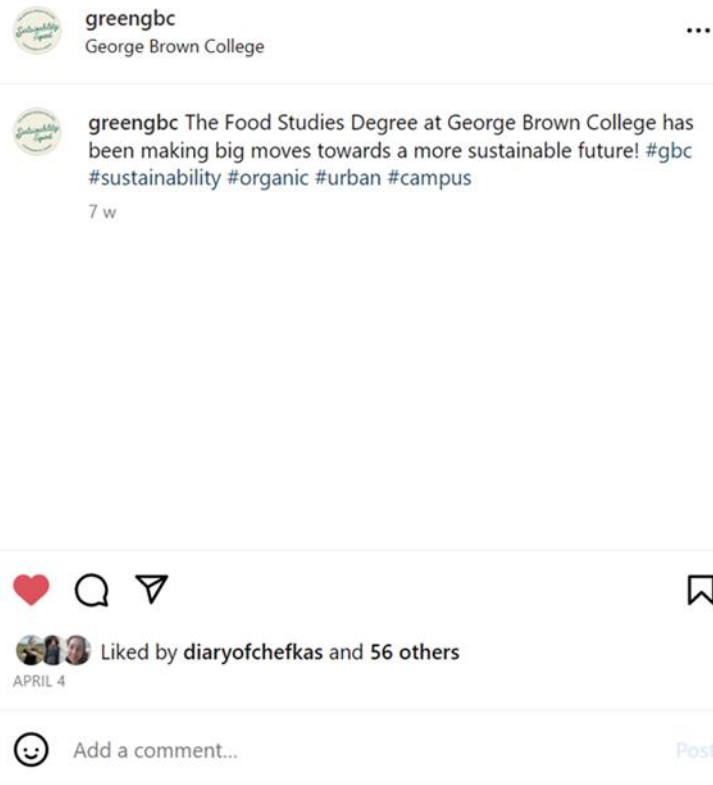 greengbc
George Brown College
greengbc The Food Studies Degree at George Brown College has
been making big moves towards a more sustainable future! #gbc
#sustainability #organic #urban #campus
7 w
Liked by diaryofchefkas and 56 others
APRIL 4
Add a comment...
Post